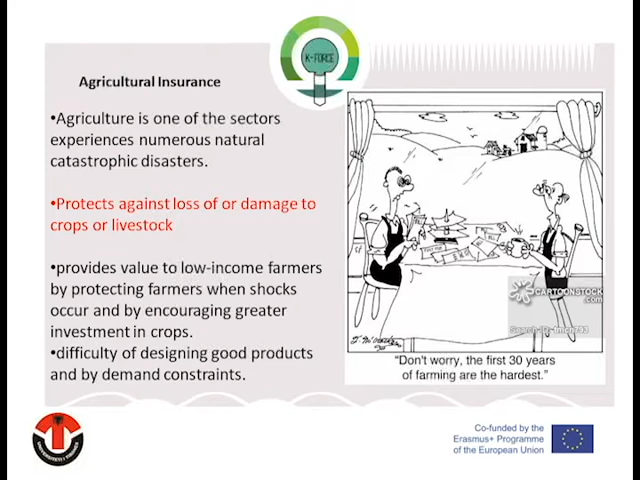 K-FORCE
Agricultural Insurance
•Agriculture is one of the sectors
experiences numerous natural
catastrophic disasters.
•Protects against loss of or damage to
crops or livestock
•provides value to low-income farmers
by protecting farmers when shocks
occur and by encouraging greater
investment in crops.
•difficulty of designing good products
and by demand constraints.
CARTOONSTOCK
.com
Search ID:
"Don't worry, the first 30 years
of farming are the hardest."
Co-funded by the
Erasmus+ Programme
of the European Union